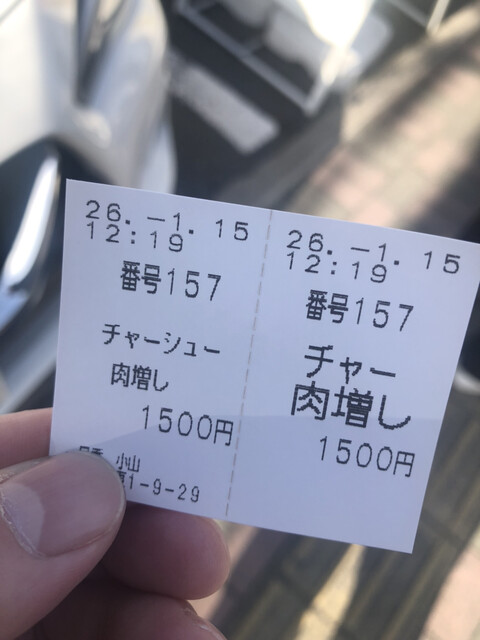 26.-1.15
12:19
番号157
チャーシュー
肉増し
1500円
小山
1-9-29
26.-1.15
12:19
番号157
チャー
肉増し
1500円